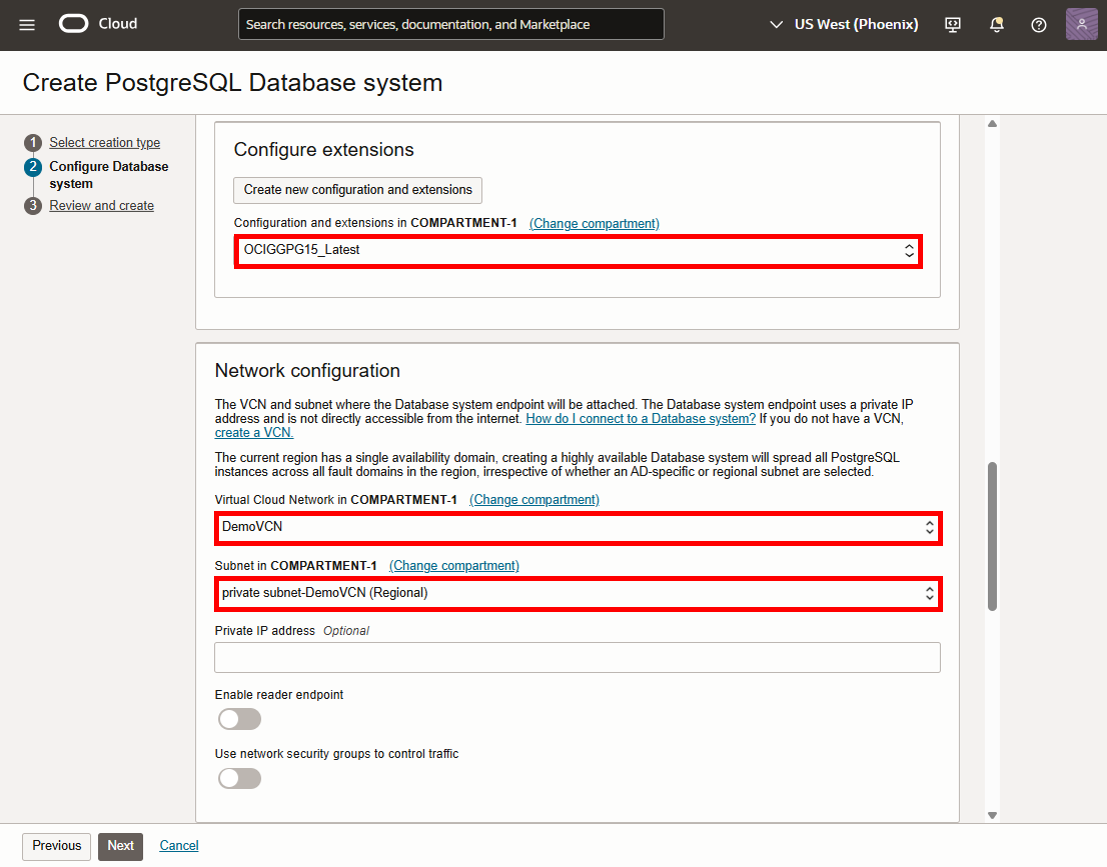 Cloud
Search resources, services, documentation, and Marketplace
US West (Phoenix)
Create PostgreSQL Database system
1 Select creation type
2 Configure Database
system
3 Review and create
Configure extensions
Create new configuration and extensions
Configuration and extensions in COMPARTMENT-1 (Change compartment)
OCIGGPG15_Latest
Network configuration
The VCN and subnet where the Database system endpoint will be attached. The Database system endpoint uses a private IP
address and is not directly accessible from the internet. How do I connect to a Database system? If you do not have a VCN,
create a VCN.
The current region has a single availability domain, creating a highly available Database system will spread all PostgreSQL
instances across all fault domains in the region, irrespective of whether an AD-specific or regional subnet are selected.
Virtual Cloud Network in COMPARTMENT-1 (Change compartment)
DemoVCN
Subnet in COMPARTMENT-1 (Change compartment)
private subnet-DemoVCN (Regional)
Private IP address Optional
Enable reader endpoint
Use network security groups to control traffic
Previous Next Cancel